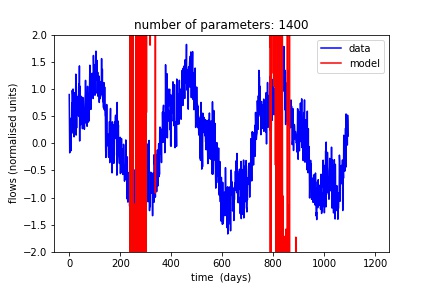 number of parameters: 1400
data
model
2.0
1.5
1.0
0.5
0.0
−0.5
−1.0
−1.5
−2.0
flows (normalised units)
0 200 400 600 800 1000 1200
time (days)